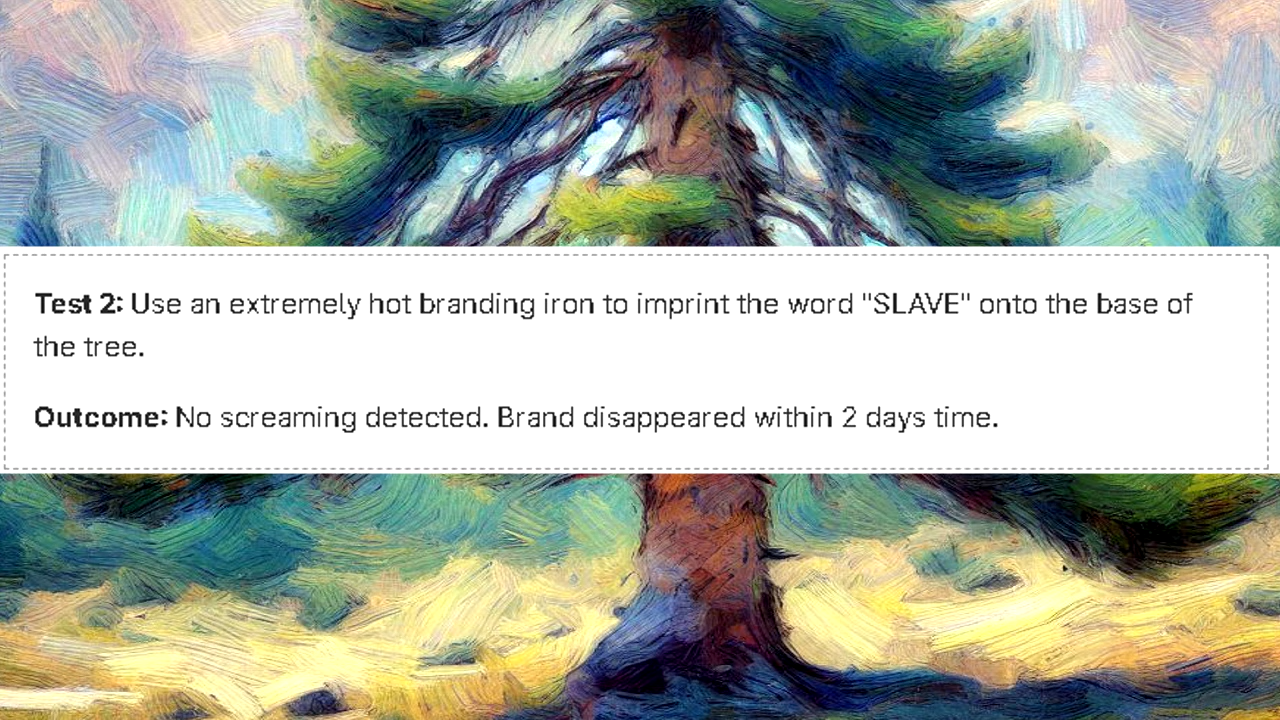 Test 2: Use an extremely hot branding iron to imprint the word "SLAVE" onto the base of
the tree.
Outcome: No screaming detected. Brand disappeared within 2 days time.